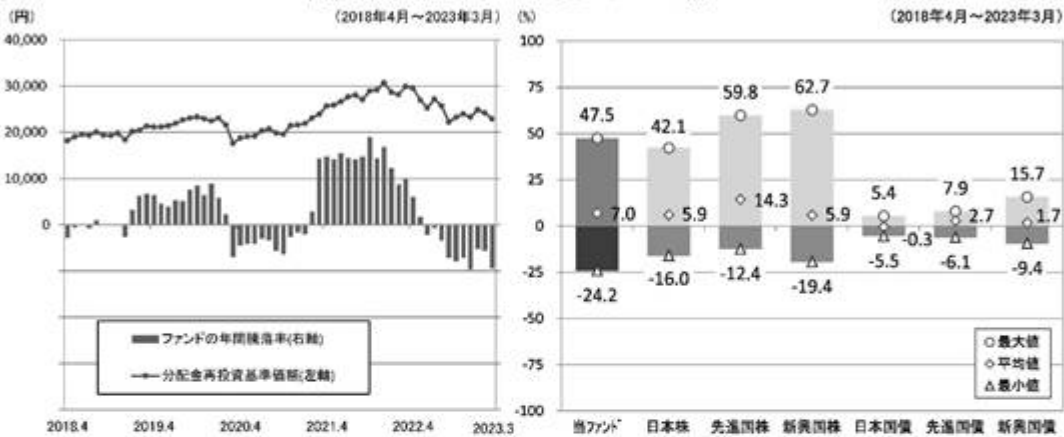 (円)
(2018年4月～2023年3月)
40,000
30,000
20,000
10,000
0
ファンドの年間騰落率(右軸)
分配金再投資基準価額(左軸)
2018.4 2019.4 2020.4 2021.4 2022.4 2023.3
(%)
(2018年4月～2023年3月)
100
75
50
25
0
-25
-50
-75
-100
47.5 42.1 59.8 62.7 5.4 7.9 15.7
7.0 5.9 14.3 5.9 -0.3 2.7 1.7
-24.2 -16.0 -12.4 -19.4 -5.5 -6.1 -9.4
最大値
平均値
最小値
当ファンド 日本株 先進国株 新興国株 日本国債 先進国債 新興国債